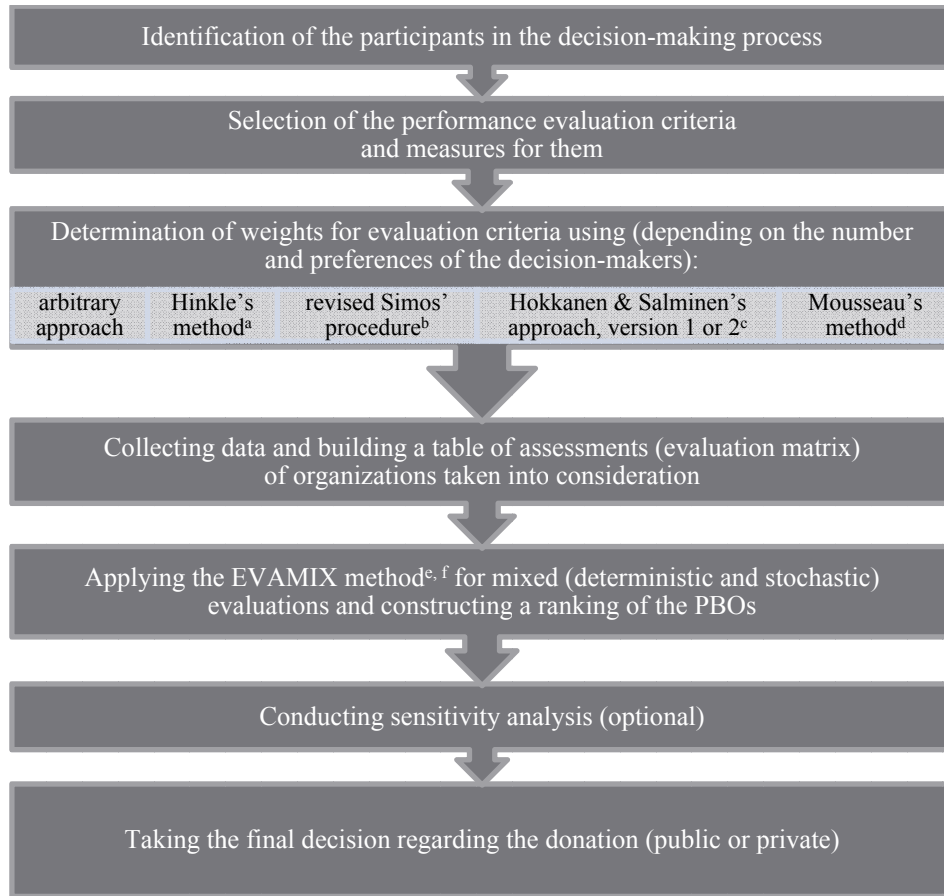 Identification of the participants in the decision-making process
Selection of the performance evaluation criteria
and measures for them
Determination of weights for evaluation criteria using (depending on the number
and preferences of the decision-makers):
arbitrary
approach
Hinkle’s
methodᵃ
revised Simos’
procedureᵇ
Hokkanen & Salminen’s
approach, version 1 or 2ᶜ
Mousseau’s
methodᵈ
Collecting data and building a table of assessments (evaluation matrix)
of organizations taken into consideration
Applying the EVAMIX methodᵉ, ᶠ for mixed (deterministic and stochastic)
evaluations and constructing a ranking of the PBOs
Conducting sensitivity analysis (optional)
Taking the final decision regarding the donation (public or private)